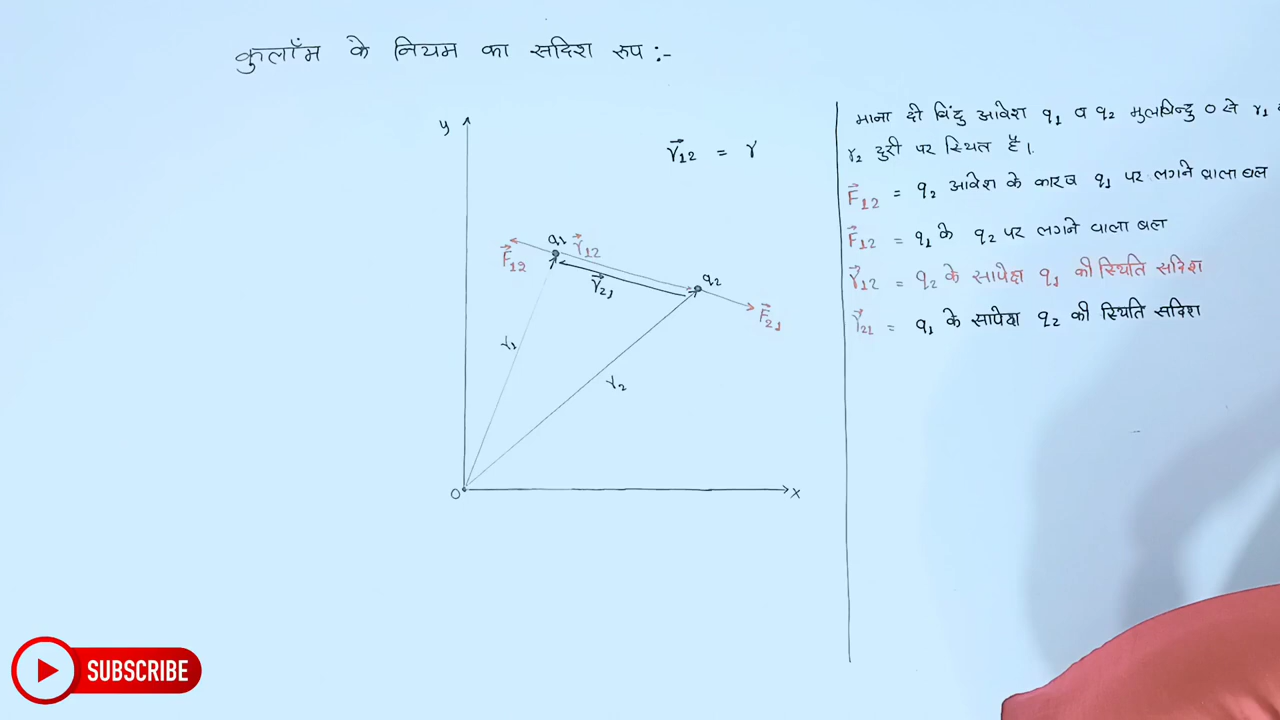 कुलाँम के नियम का सदिश रुप :-
y
r⃗12 = r
q1
r⃗12
F⃗12
r⃗21
q2
F⃗21
r1
r2
O
x
माना दो बिंदु आवेश q1 व q2 मुलबिन्दु O से r1
r2 दुरी पर स्थित है।
F⃗12 = q2 आवेश के कारण q1 पर लगने वाला बल
F⃗12 = q1 के q2 पर लगने वाला बल
r⃗12 = q2 के सापेक्ष q1 की स्थिति सदिश
r⃗21 = q1 के सापेक्ष q2 की स्थिति सदिश
SUBSCRIBE